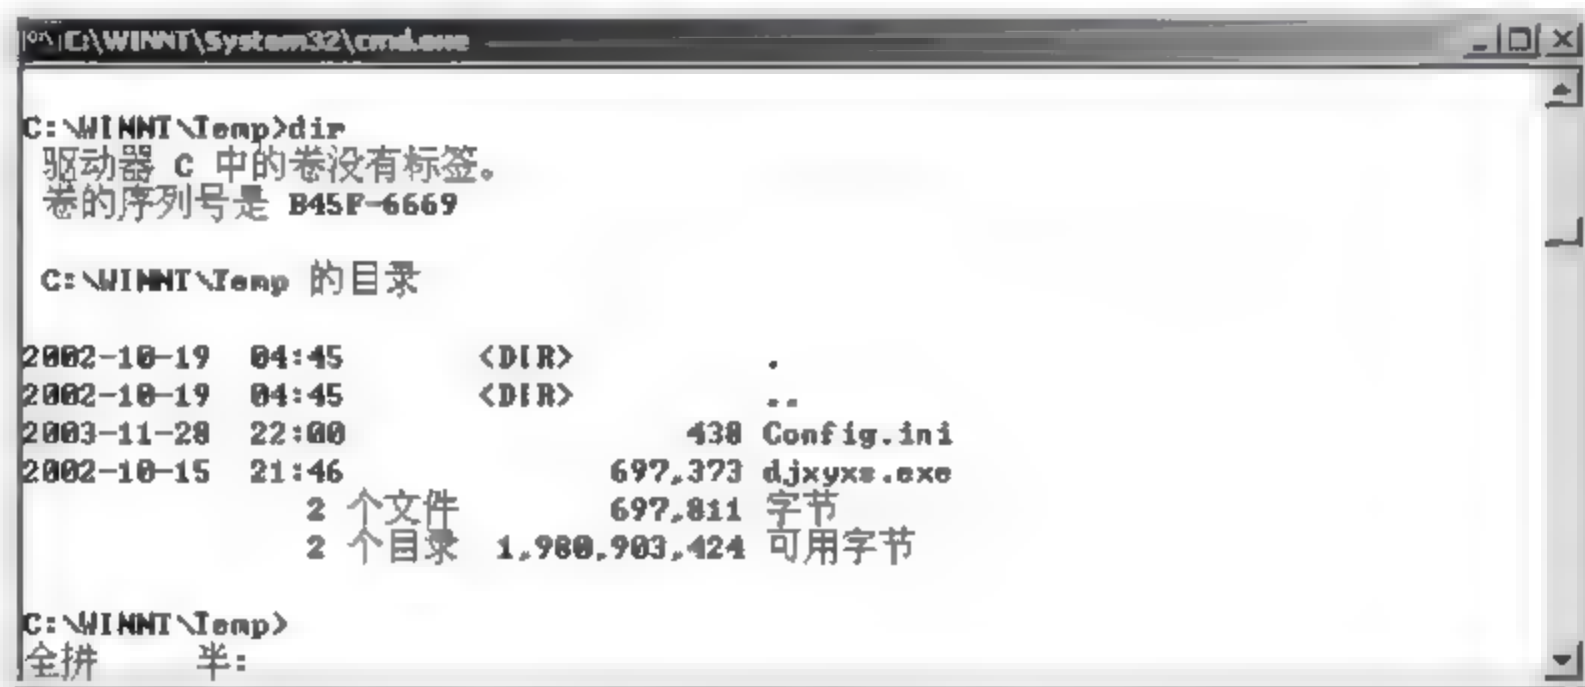 C:\WINNT\System32\cmd.exe
C:\WINNT\Temp>dir
驱动器 C 中的卷没有标签。
卷的序列号是 B45F-6669
C:\WINNT\Temp 的目录
2002-10-19 04:45 <DIR> .
2002-10-19 04:45 <DIR> ..
2003-11-28 22:00 438 Config.ini
2002-10-15 21:46 697,373 djxyxs.exe
2 个文件 697,811 字节
2 个目录 1,980,903,424 可用字节
C:\WINNT\Temp>
全拼 半: